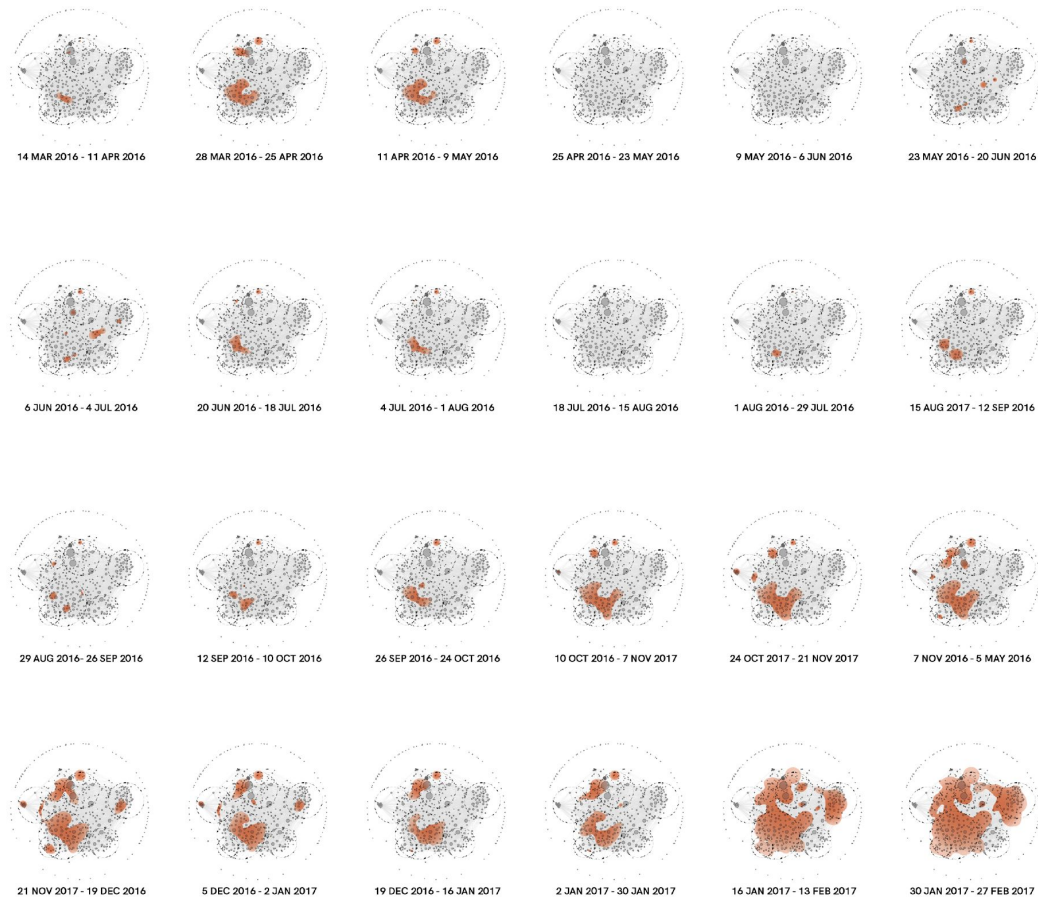 14 MAR 2016 - 11 APR 2016
28 MAR 2016 - 25 APR 2016
11 APR 2016 - 9 MAY 2016
25 APR 2016 - 23 MAY 2016
9 MAY 2016 - 6 JUN 2016
23 MAY 2016 - 20 JUN 2016
6 JUN 2016 - 4 JUL 2016
20 JUN 2016 - 18 JUL 2016
4 JUL 2016 - 1 AUG 2016
18 JUL 2016 - 15 AUG 2016
1 AUG 2016 - 29 JUL 2016
15 AUG 2017 - 12 SEP 2016
29 AUG 2016- 26 SEP 2016
12 SEP 2016 - 10 OCT 2016
26 SEP 2016 - 24 OCT 2016
10 OCT 2016 - 7 NOV 2017
24 OCT 2017 - 21 NOV 2017
7 NOV 2016 - 5 MAY 2016
21 NOV 2017 - 19 DEC 2016
5 DEC 2016 - 2 JAN 2017
19 DEC 2016 - 16 JAN 2017
2 JAN 2017 - 30 JAN 2017
16 JAN 2017 - 13 FEB 2017
30 JAN 2017 - 27 FEB 2017